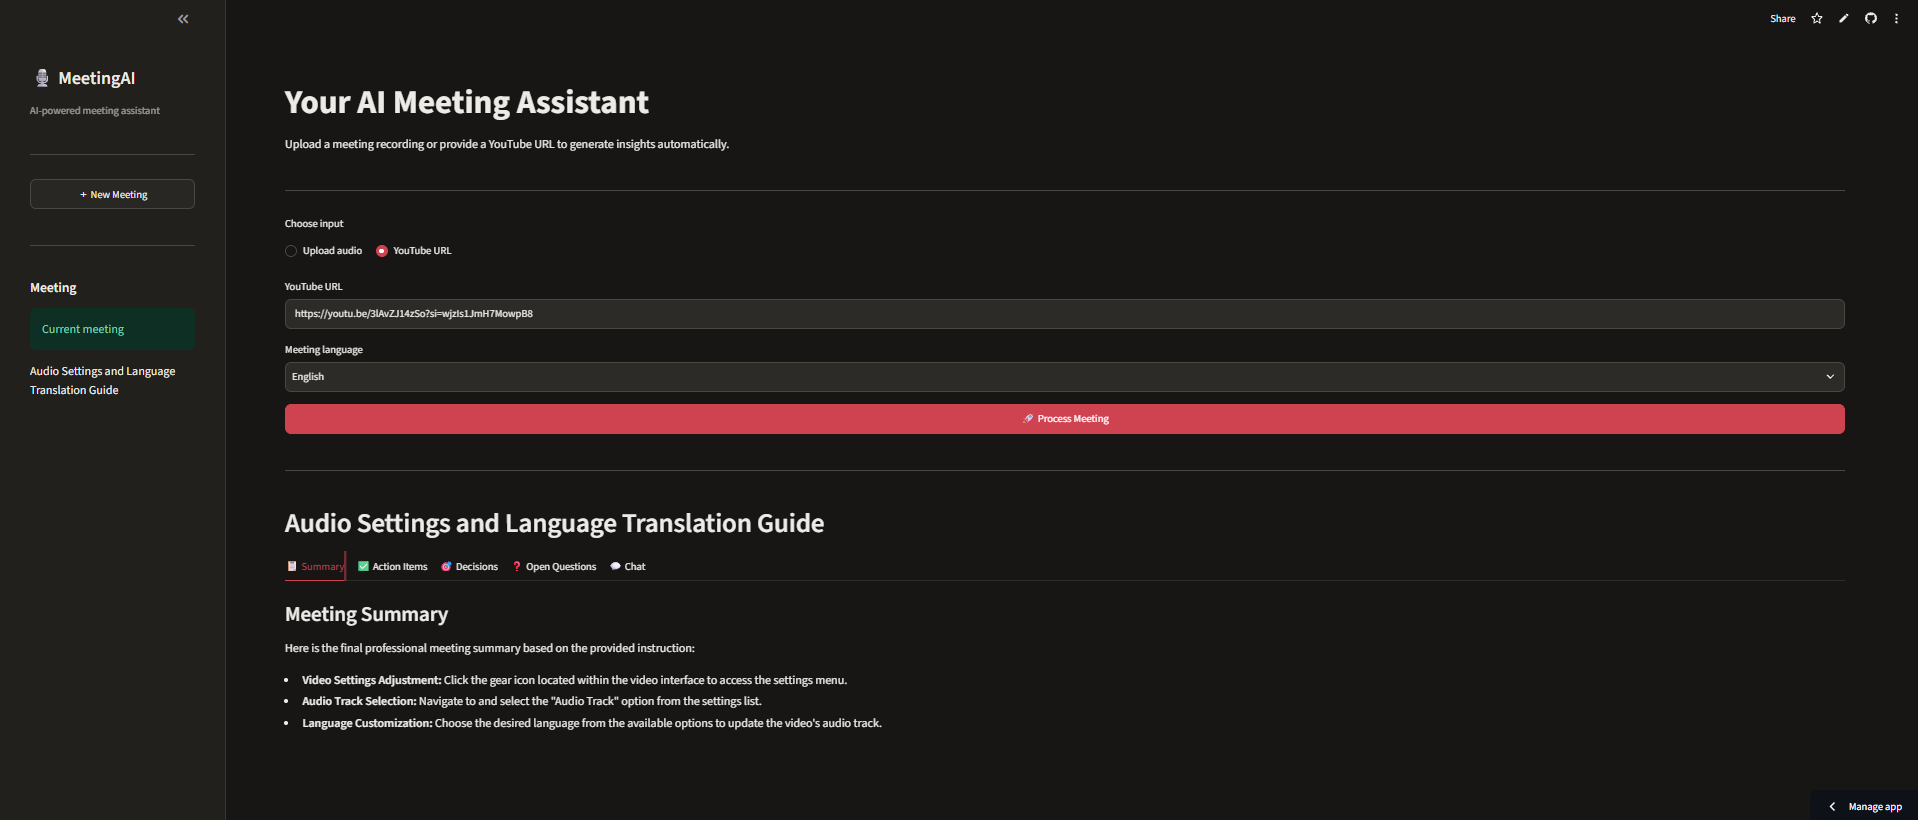 Share
MeetingAI
AI-powered meeting assistant
+ New Meeting
Meeting
Current meeting
Audio Settings and Language
Translation Guide
Your AI Meeting Assistant
Upload a meeting recording or provide a YouTube URL to generate insights automatically.
Choose input
Upload audio
YouTube URL
YouTube URL
https://youtu.be/3lAvZJ14zSo?si=wjzIs1JmH7MowpB8
Meeting language
English
Process Meeting
Audio Settings and Language Translation Guide
Summary
Action Items
Decisions
Open Questions
Chat
Meeting Summary
Here is the final professional meeting summary based on the provided instruction:
• Video Settings Adjustment: Click the gear icon located within the video interface to access the settings menu.
• Audio Track Selection: Navigate to and select the "Audio Track" option from the settings list.
• Language Customization: Choose the desired language from the available options to update the video's audio track.
Manage app